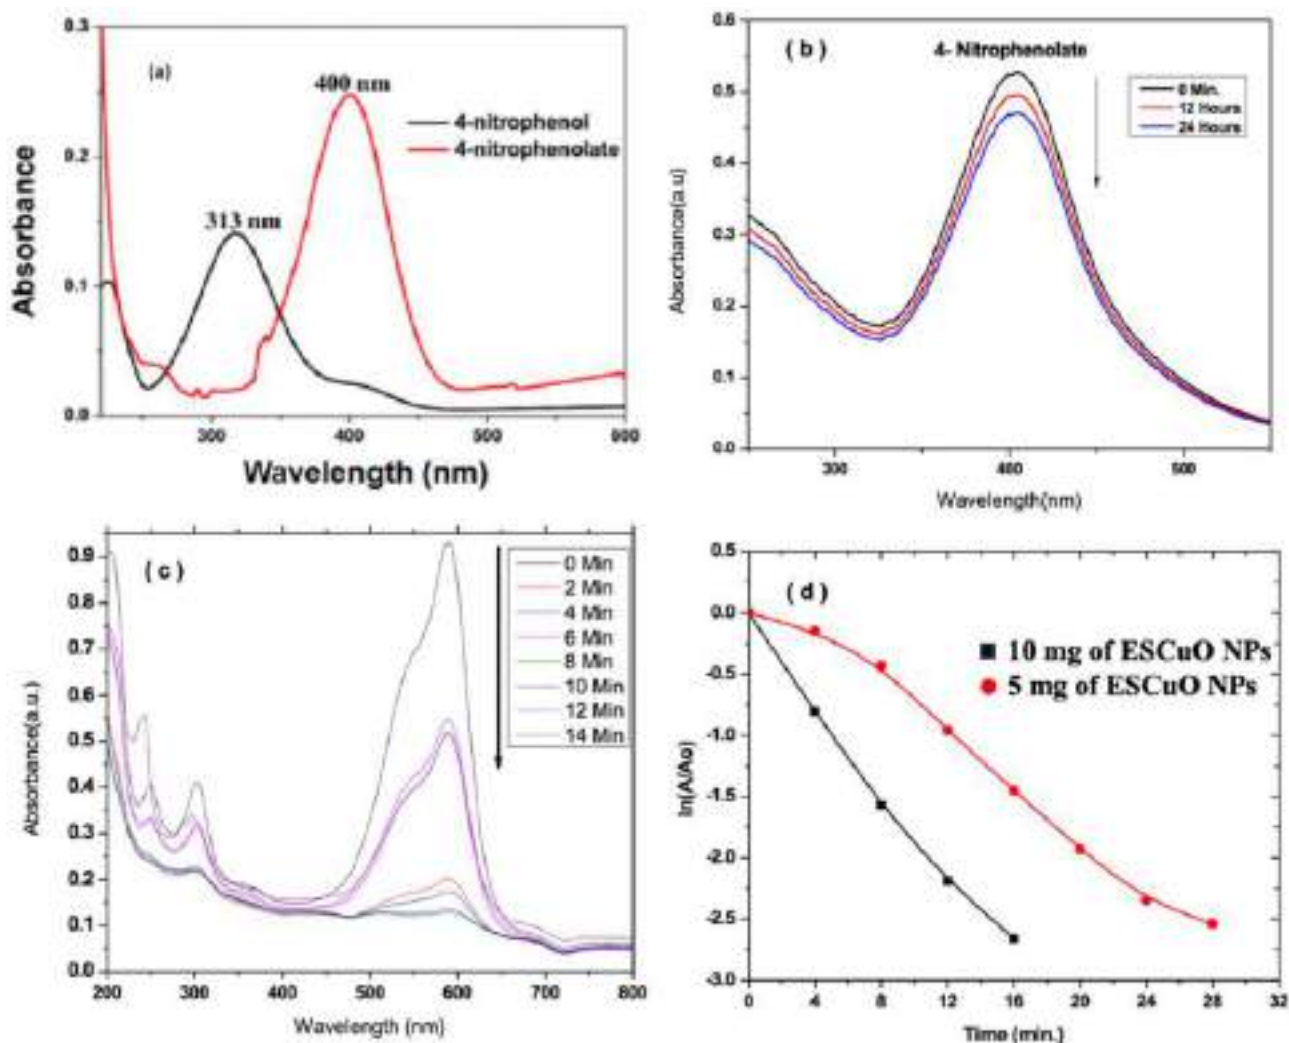 (a)
0.3
0.2
0.1
0.0
Absorbance
313 nm
400 nm
4-nitrophenol
4-nitrophenolate
300
400
500
600
Wavelength (nm)
( b )
4- Nitrophenolate
0 Min.
12 Hours
24 Hours
0.6
0.5
0.4
0.3
0.2
0.1
0.0
Absorbance(a.u)
300
400
500
Wavelength(nm)
( c )
0 Min
2 Min
4 Min
6 Min
8 Min
10 Min
12 Min
14 Min
0.9
0.8
0.7
0.6
0.5
0.4
0.3
0.2
0.1
0.0
Absorbance(a.u.)
200
300
400
500
600
700
800
Wavelength (nm)
( d )
10 mg of ESCuO NPs
5 mg of ESCuO NPs
0.5
0.0
-0.5
-1.0
-1.5
-2.0
-2.5
-3.0
ln(A/Ao)
0
4
8
12
16
20
24
28
32
Time (min.)